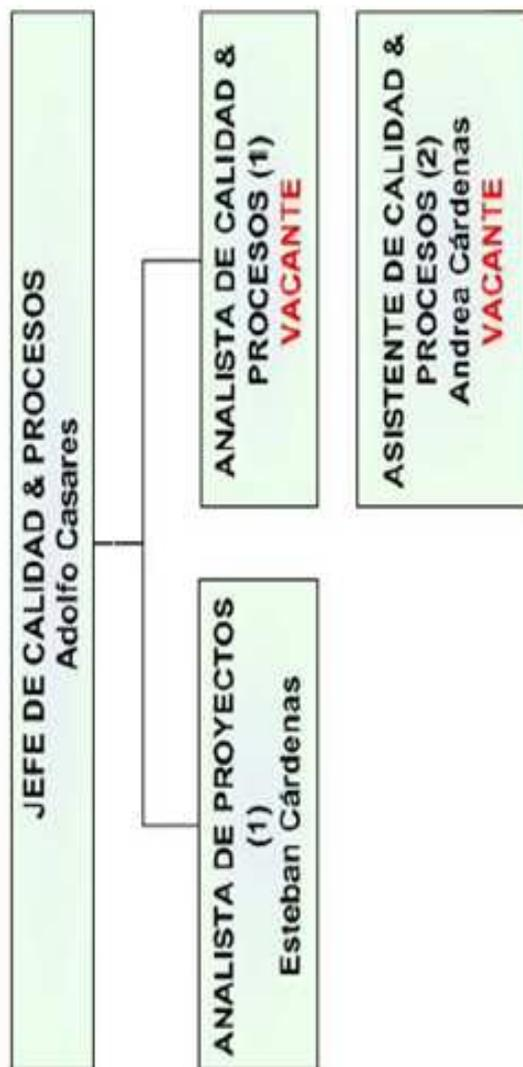 JEFE DE CALIDAD & PROCESOS
Adolfo Casares
ANALISTA DE PROYECTOS
(1)
Esteban Cárdenas
ANALISTA DE CALIDAD &
PROCESOS (1)
VACANTE
ASISTENTE DE CALIDAD &
PROCESOS (2)
Andrea Cárdenas
VACANTE